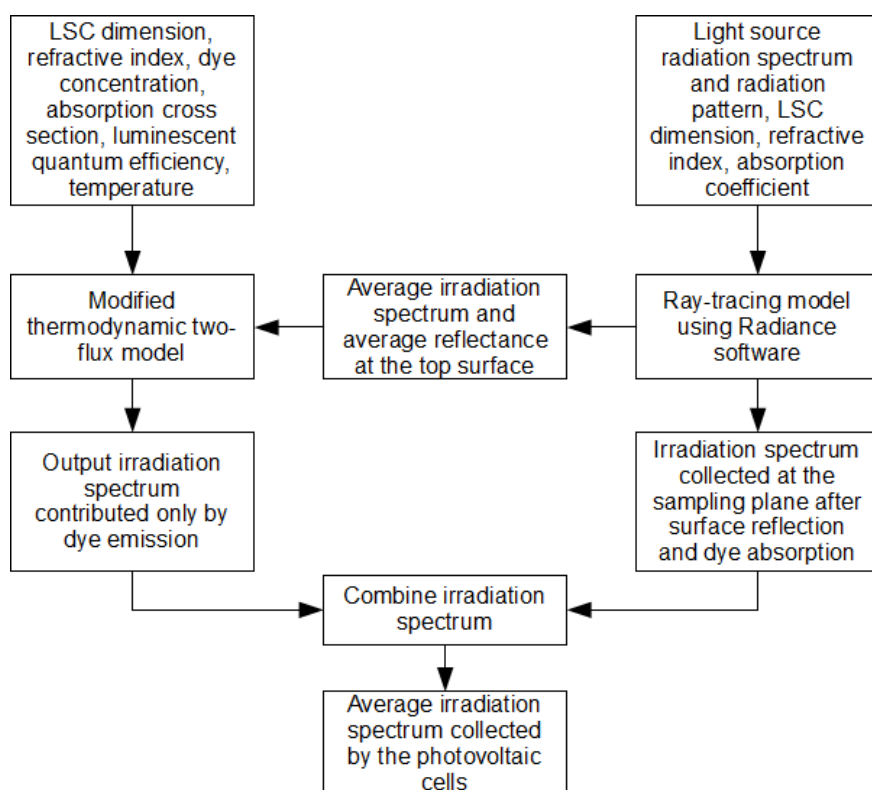 LSC dimension,
refractive index, dye
concentration,
absorption cross
section, luminescent
quantum efficiency,
temperature
Light source
radiation spectrum
and radiation
pattern, LSC
dimension, refractive
index, absorption
coefficient
Modified
thermodynamic two-
flux model
Average irradiation
spectrum and
average reflectance
at the top surface
Ray-tracing model
using Radiance
software
Output irradiation
spectrum
contributed only by
dye emission
Irradiation spectrum
collected at the
sampling plane after
surface reflection
and dye absorption
Combine irradiation
spectrum
Average irradiation
spectrum collected
by the photovoltaic
cells